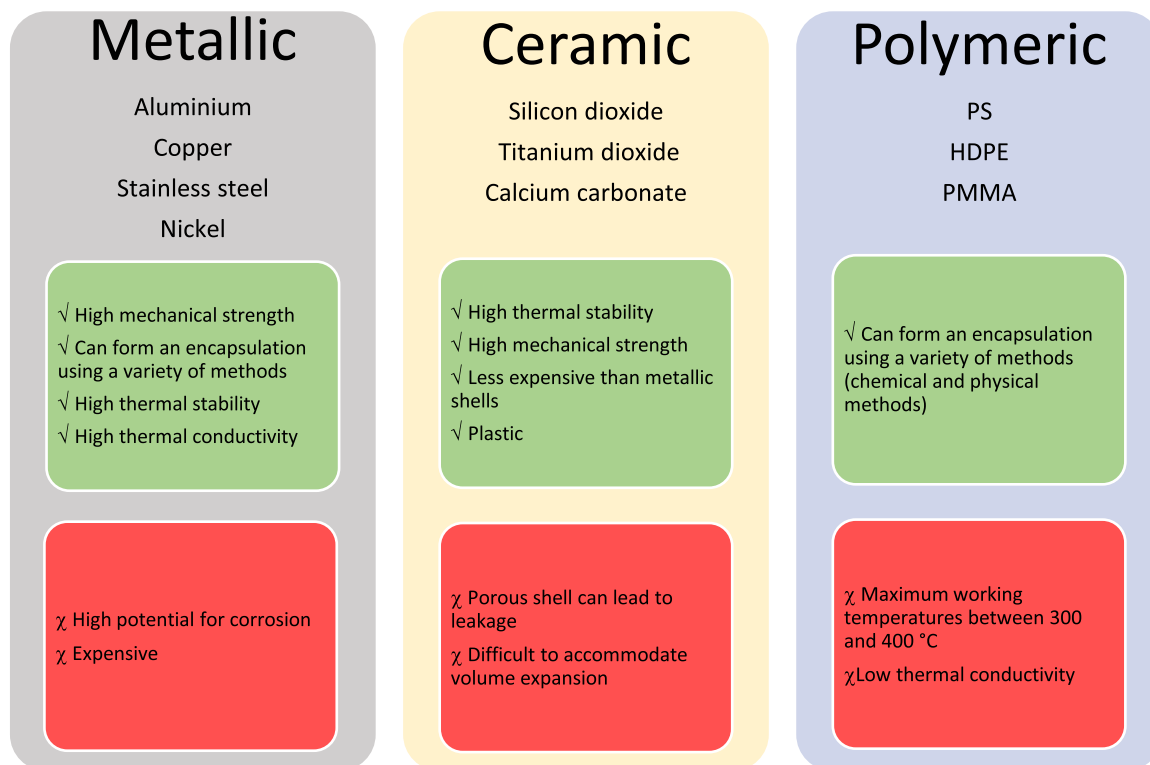 Metallic
Aluminium
Copper
Stainless steel
Nickel
√ High mechanical strength
√ Can form an encapsulation
using a variety of methods
√ High thermal stability
√ High thermal conductivity
χ High potential for corrosion
χ Expensive
Ceramic
Silicon dioxide
Titanium dioxide
Calcium carbonate
√ High thermal stability
√ High mechanical strength
√ Less expensive than metallic
shells
√ Plastic
χ Porous shell can lead to
leakage
χ Difficult to accommodate
volume expansion
Polymeric
PS
HDPE
PMMA
√ Can form an encapsulation
using a variety of methods
(chemical and physical
methods)
χ Maximum working
temperatures between 300
and 400 °C
χLow thermal conductivity